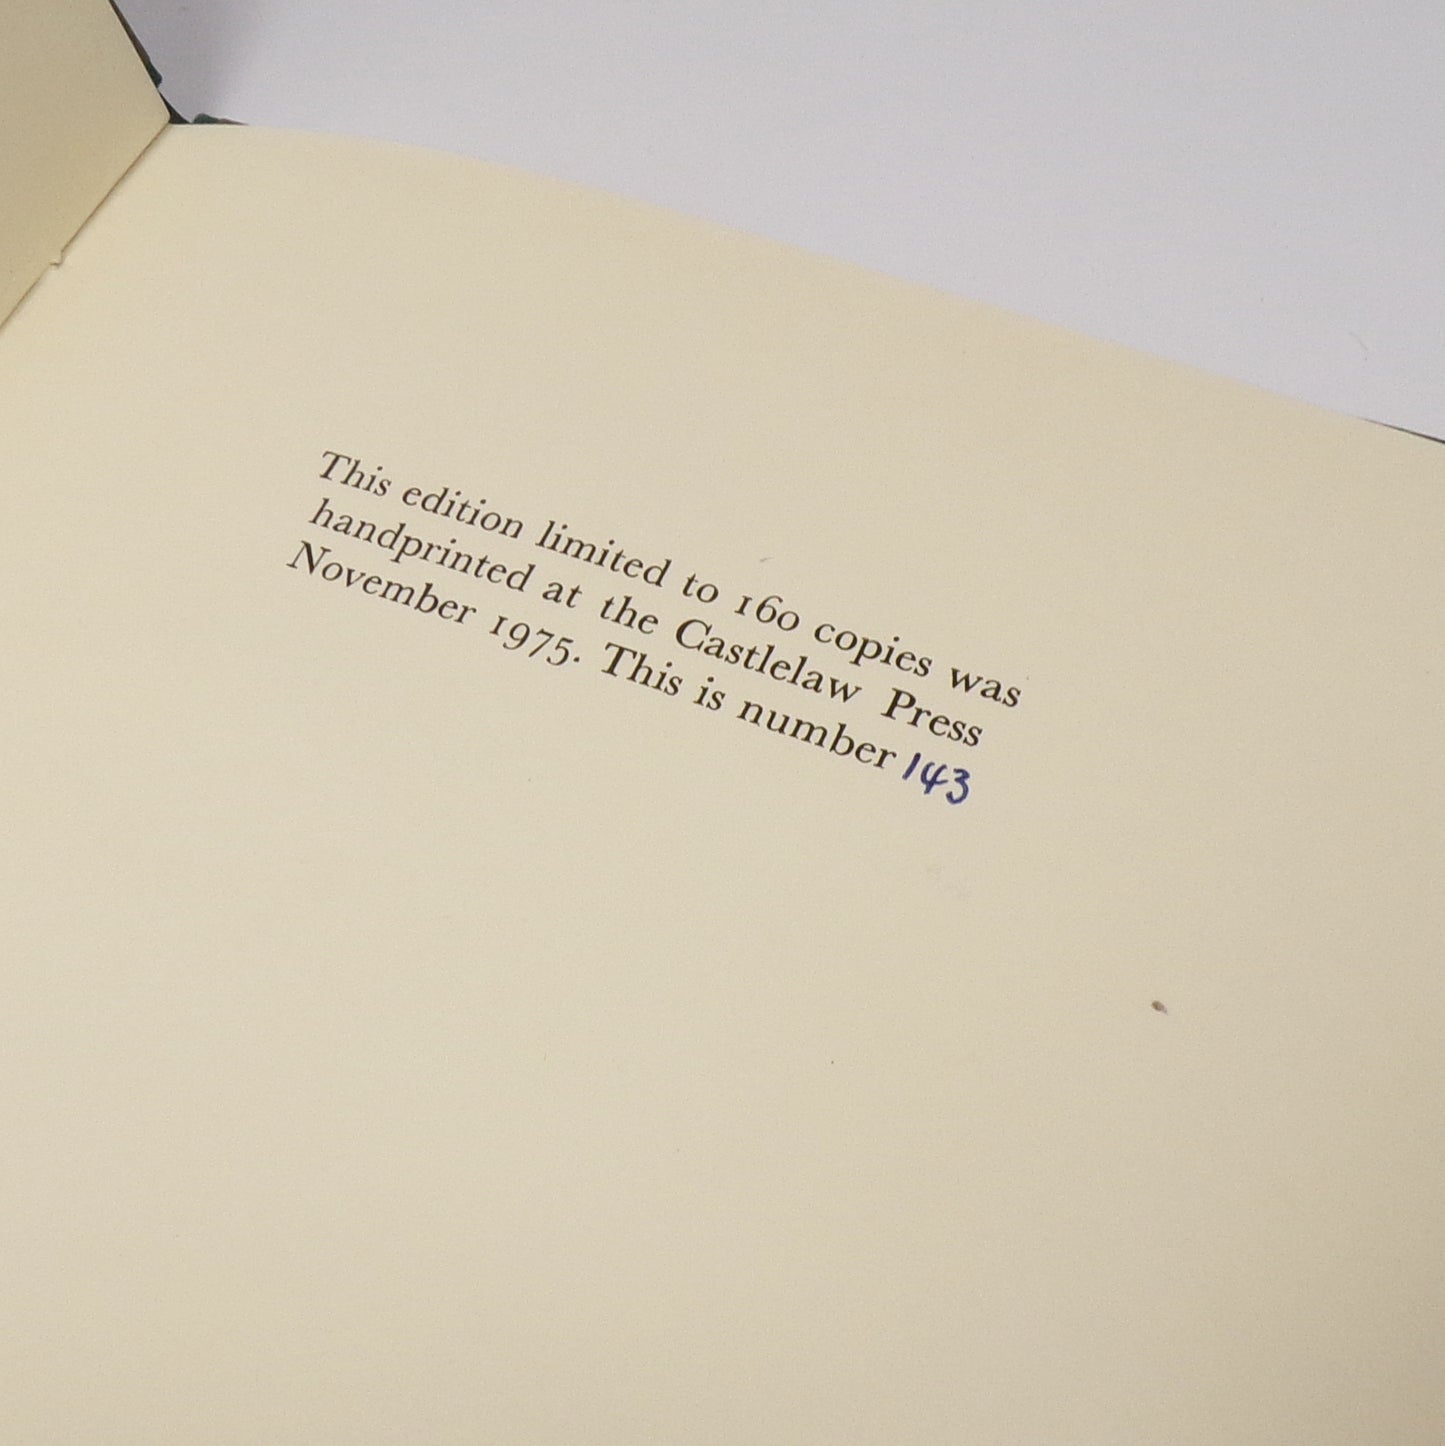 This edition limited to 160 copies was
handprinted at the Castlelaw Press
November 1975. This is number 143